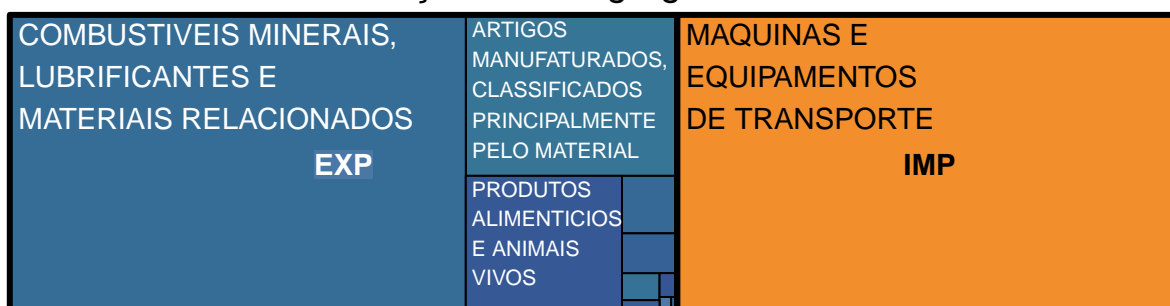 COMBUSTIVEIS MINERAIS,
LUBRIFICANTES E
MATERIAIS RELACIONADOS
EXP
ARTIGOS
MANUFATURADOS,
CLASSIFICADOS
PRINCIPALMENTE
PELO MATERIAL
PRODUTOS
ALIMENTICIOS
E ANIMAIS
VIVOS
MAQUINAS E
EQUIPAMENTOS
DE TRANSPORTE
IMP